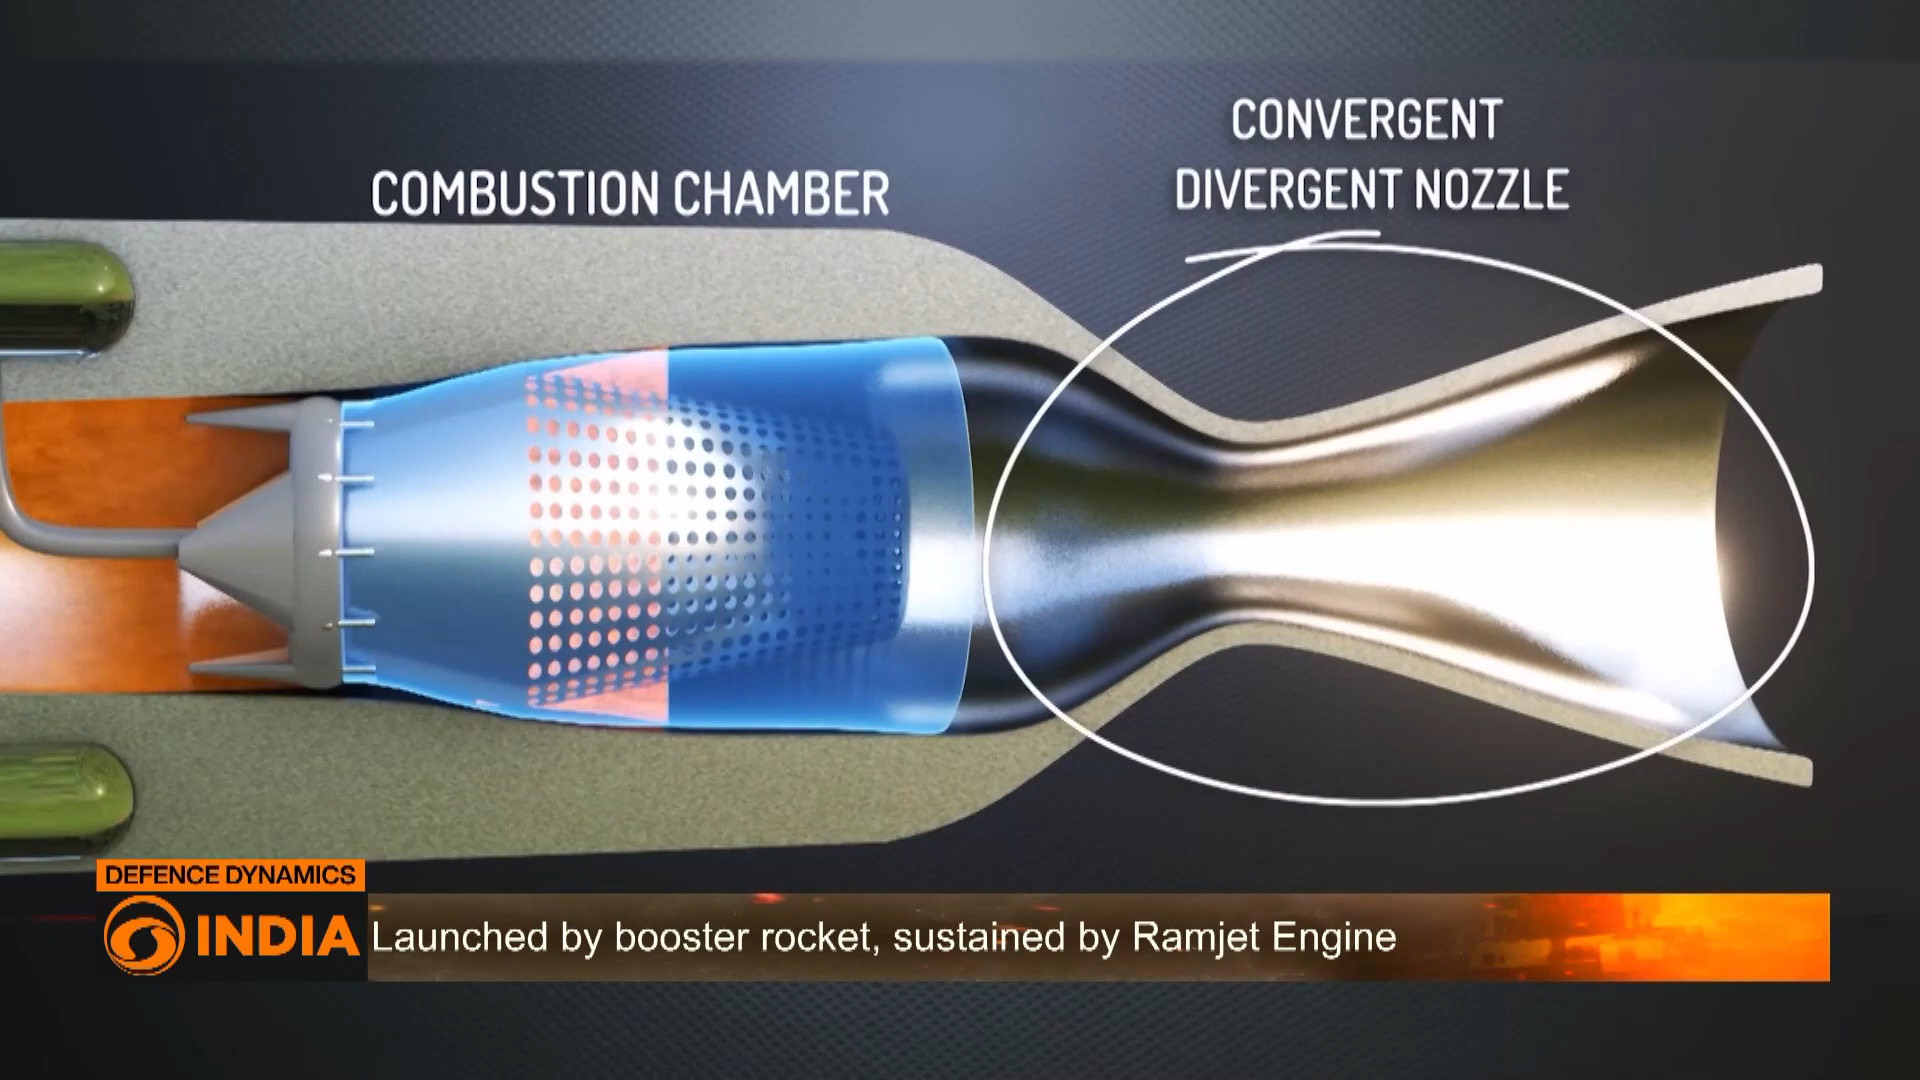 CONVERGENT
DIVERGENT NOZZLE
COMBUSTION CHAMBER
DEFENCE DYNAMICS
INDIA
Launched by booster rocket, sustained by Ramjet Engine